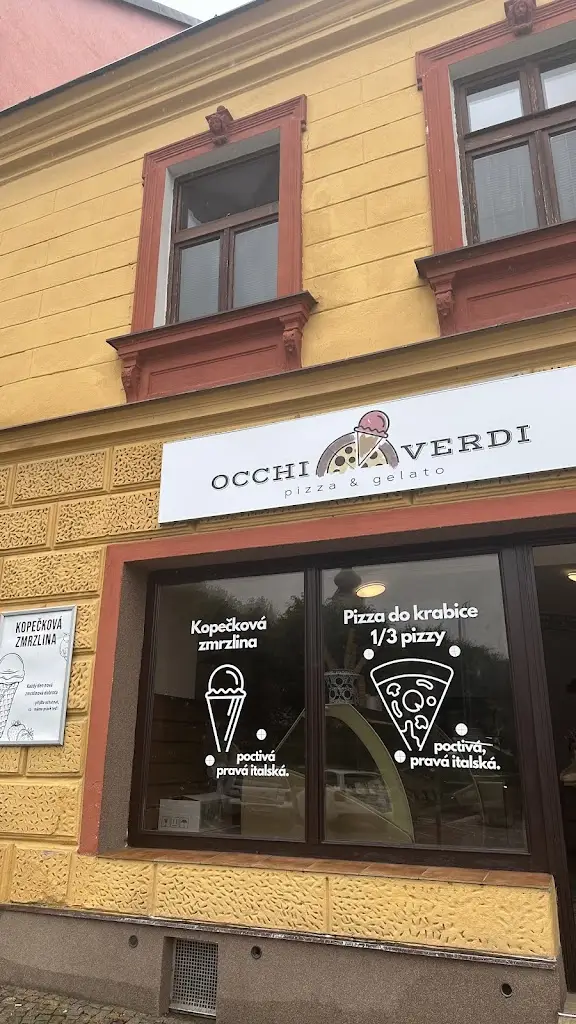 OCCHI VERDI
pizza & gelato
KOPEČKOVÁ
ZMRZLINA
Kopečková
zmrzlina
poctivá
pravá italská.
Pizza do krabice
1/3 pizzy
poctivá,
pravá italská.